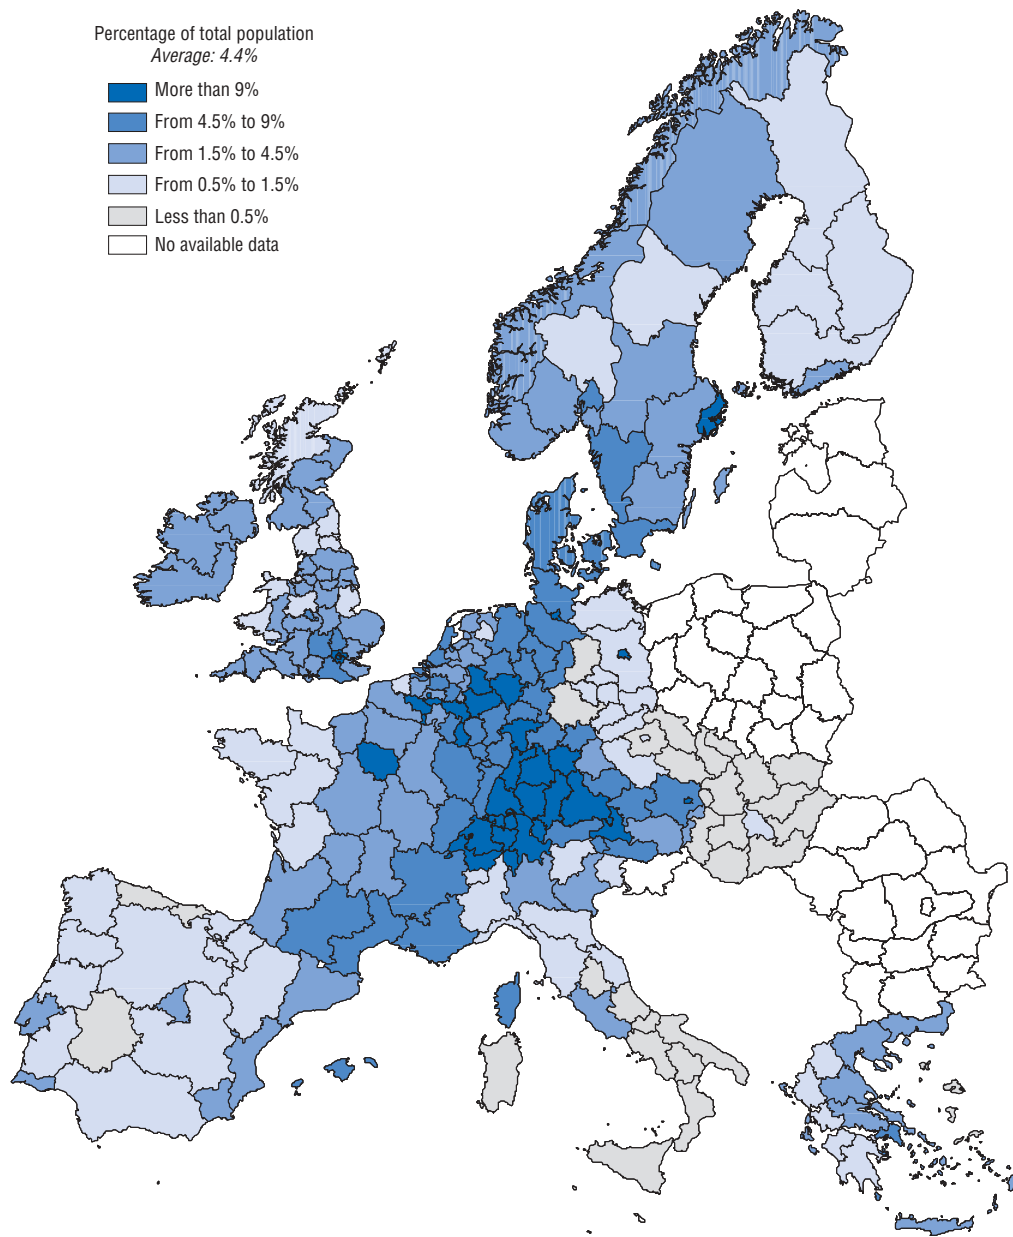 Percentage of total population
Average: 4.4%
More than 9%
From 4.5% to 9%
From 1.5% to 4.5%
From 0.5% to 1.5%
Less than 0.5%
No available data